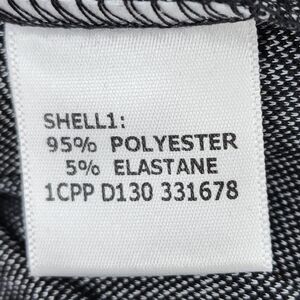 SHELL1:
95% POLYESTER
5% ELASTANE
1CPP D130 331678